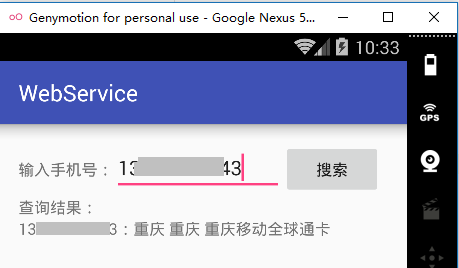 Genymotion for personal use - Google Nexus 5...
10:33
WebService
GPS
输入手机号： 13 43 搜索
查询结果：
13 3：重庆 重庆 重庆移动全球通卡